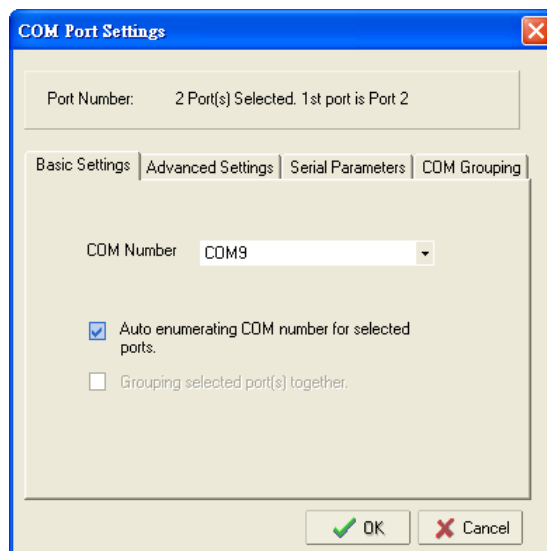 COM Port Settings
Port Number: 2 Port(s) Selected. 1st port is Port 2
Basic Settings Advanced Settings Serial Parameters COM Grouping
COM Number COM9
Auto enumerating COM number for selected
ports.
Grouping selected port(s) together.
OK Cancel